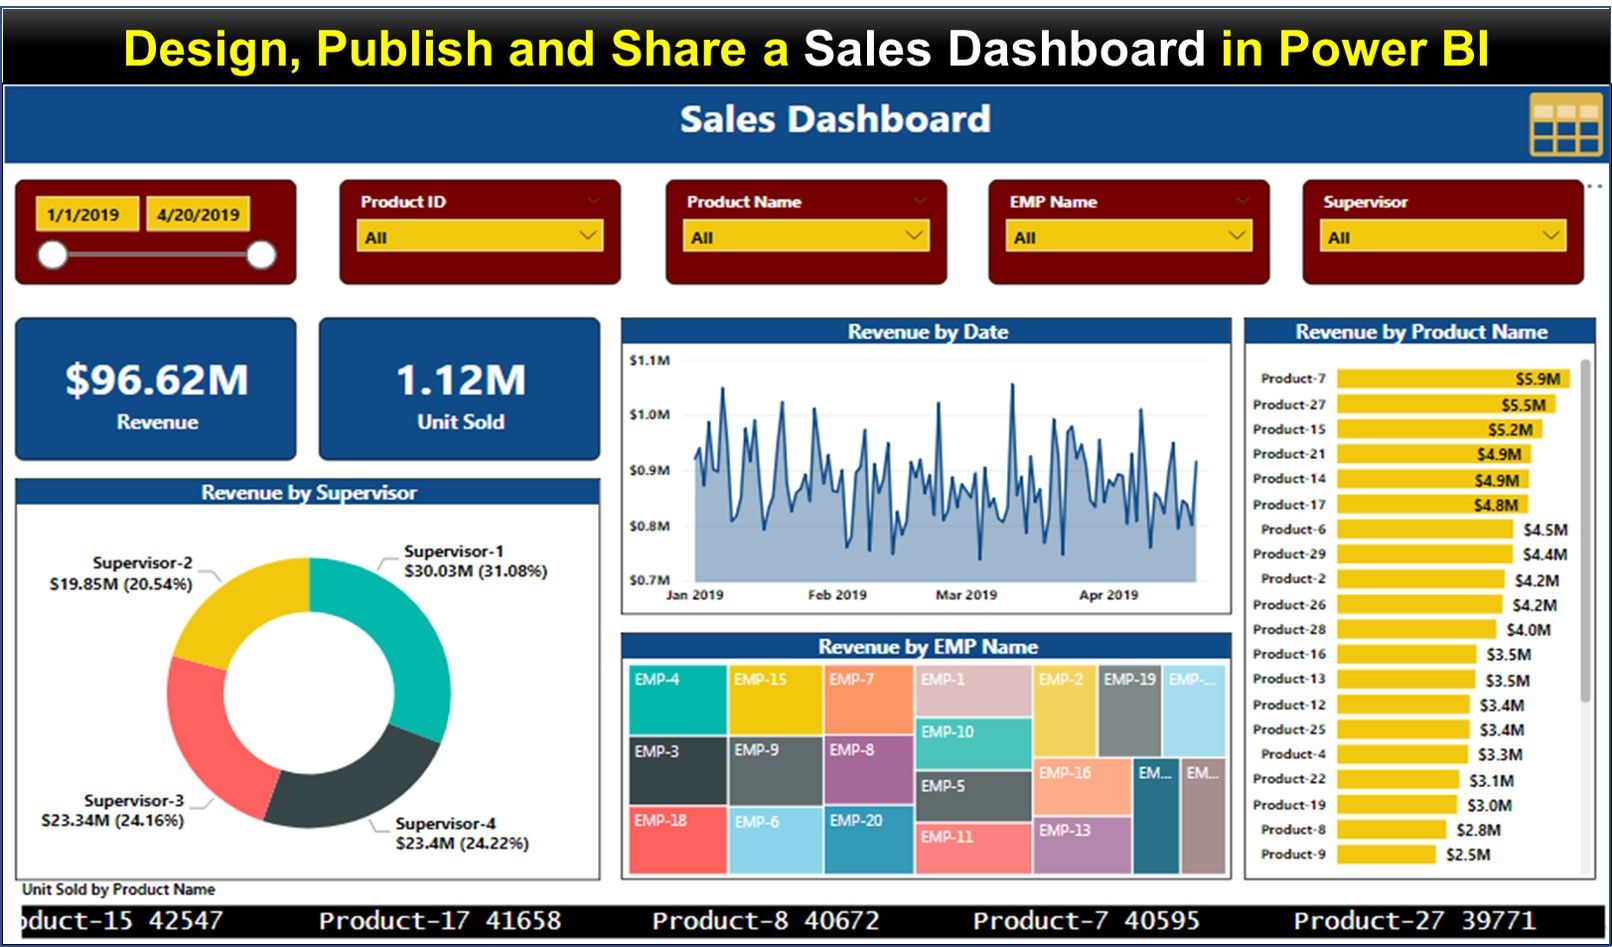 Design, Publish and Share a Sales Dashboard in Power BI
Sales Dashboard
1/1/2019 4/20/2019
Product ID
All
Product Name
All
EMP Name
All
Supervisor
All
$96.62M
Revenue
1.12M
Unit Sold
Revenue by Supervisor
Supervisor-1
$30.03M (31.08%)
Supervisor-2
$19.85M (20.54%)
Supervisor-3
$23.34M (24.16%)
Supervisor-4
$23.4M (24.22%)
Revenue by Date
$1.1M
$1.0M
$0.9M
$0.8M
$0.7M
Jan 2019 Feb 2019 Mar 2019 Apr 2019
Revenue by EMP Name
EMP-4
EMP-3
EMP-18
EMP-15
EMP-9
EMP-6
EMP-7
EMP-8
EMP-20
EMP-1
EMP-10
EMP-5
EMP-11
EMP-2
EMP-19
EMP-...
EMP-16
EMP-13
EM...
EM...
Revenue by Product Name
Product-7 $5.9M
Product-27 $5.5M
Product-15 $5.2M
Product-21 $4.9M
Product-14 $4.9M
Product-17 $4.8M
Product-6 $4.5M
Product-29 $4.4M
Product-2 $4.2M
Product-26 $4.2M
Product-28 $4.0M
Product-16 $3.5M
Product-13 $3.5M
Product-12 $3.4M
Product-25 $3.4M
Product-4 $3.3M
Product-22 $3.1M
Product-19 $3.0M
Product-8 $2.8M
Product-9 $2.5M
Unit Sold by Product Name
oduct-15 42547 Product-17 41658 Product-8 40672 Product-7 40595 Product-27 39771